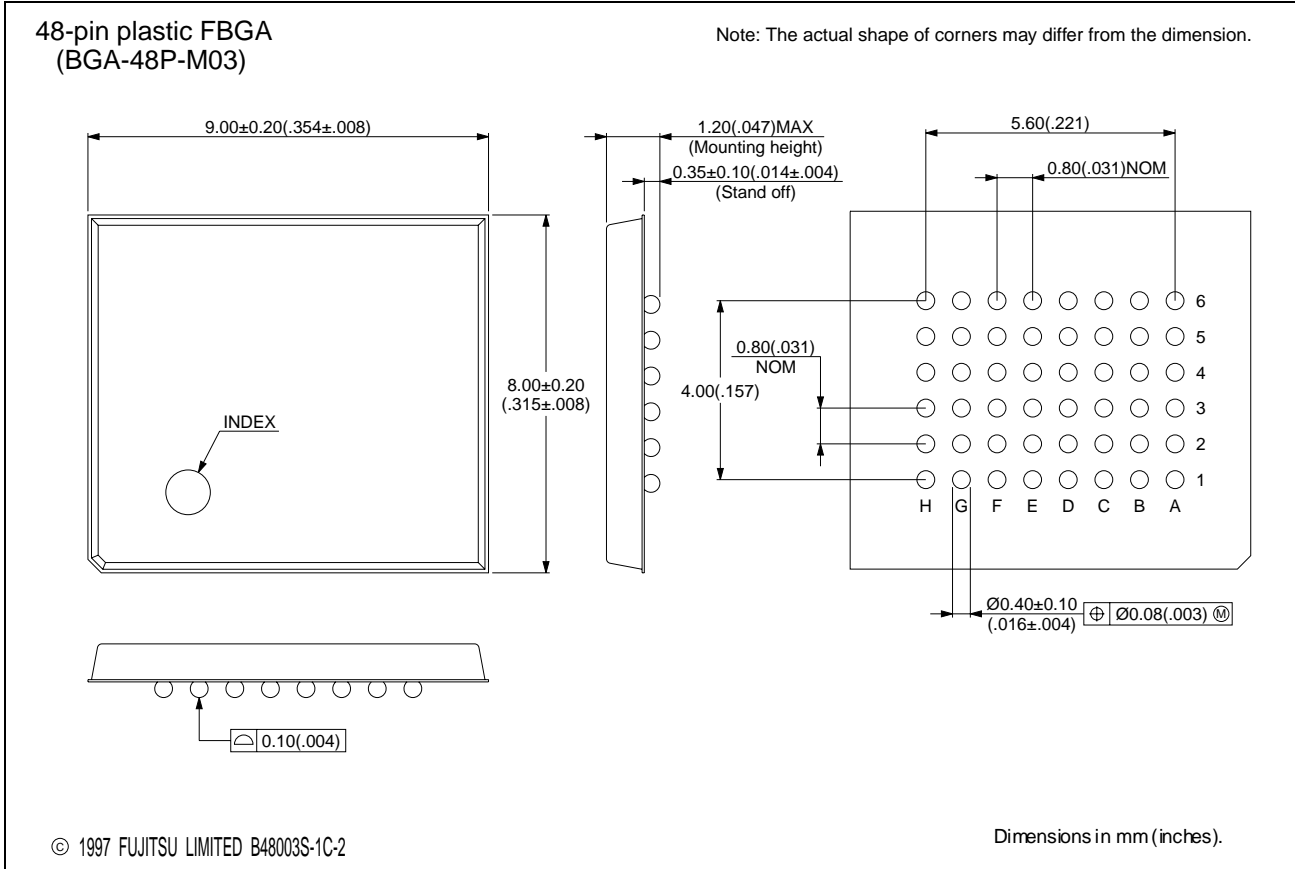 48-pin plastic FBGA
(BGA-48P-M03)
Note: The actual shape of corners may differ from the dimension.
9.00±0.20(.354±.008)
1.20(.047)MAX
(Mounting height)
0.35±0.10(.014±.004)
(Stand off)
5.60(.221)
0.80(.031)NOM
8.00±0.20
(.315±.008)
INDEX
0.80(.031)
NOM
4.00(.157)
6
5
4
3
2
1
H G F E D C B A
Ø0.40±0.10
(.016±.004)
⌖ Ø0.08(.003) Ⓜ
⌓ 0.10(.004)
© 1997 FUJITSU LIMITED B48003S-1C-2
Dimensions in mm (inches).